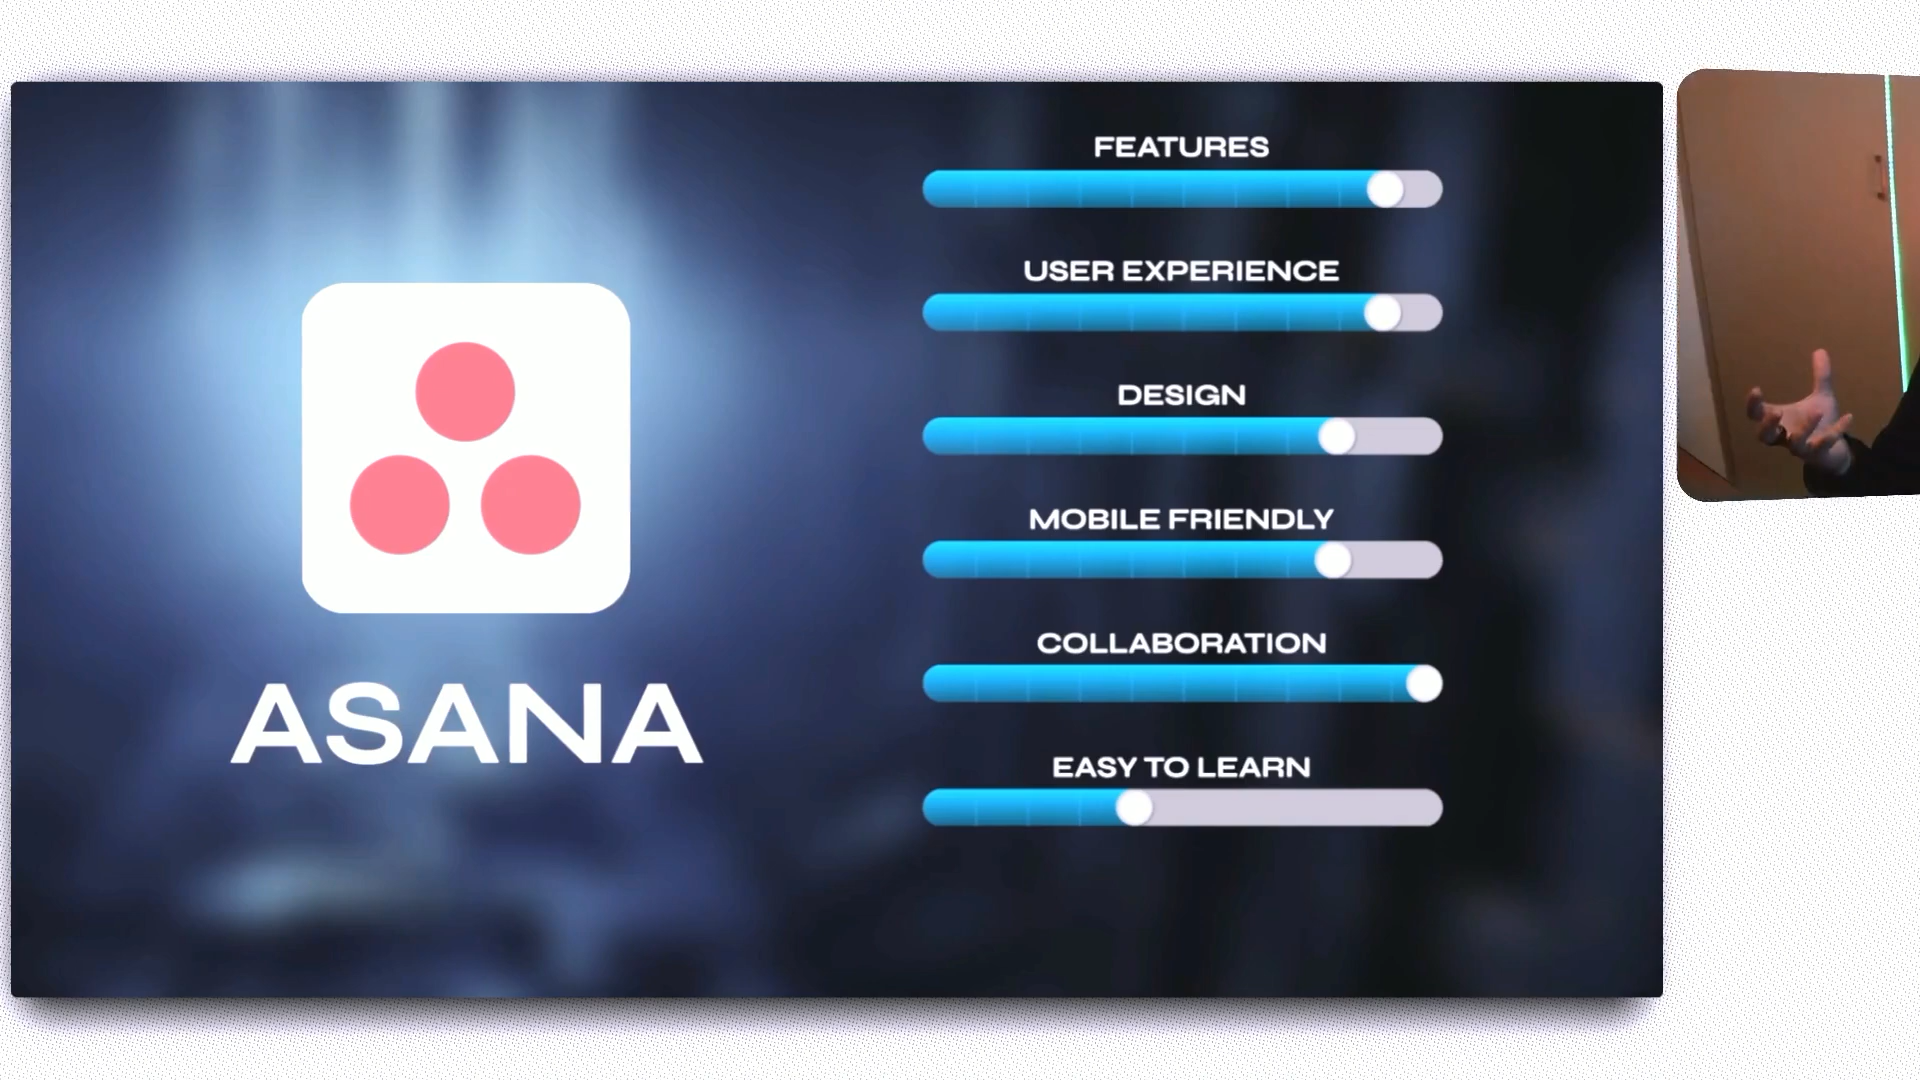 FEATURES
USER EXPERIENCE
DESIGN
MOBILE FRIENDLY
COLLABORATION
EASY TO LEARN
ASANA